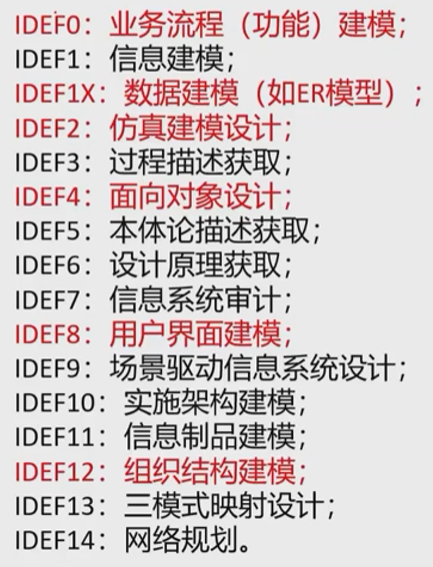 IDEF0：业务流程（功能）建模；
IDEF1：信息建模；
IDEF1X：数据建模（如ER模型）；
IDEF2：仿真建模设计；
IDEF3：过程描述获取；
IDEF4：面向对象设计；
IDEF5：本体论描述获取；
IDEF6：设计原理获取；
IDEF7：信息系统审计；
IDEF8：用户界面建模；
IDEF9：场景驱动信息系统设计；
IDEF10：实施架构建模；
IDEF11：信息制品建模；
IDEF12：组织结构建模；
IDEF13：三模式映射设计；
IDEF14：网络规划。